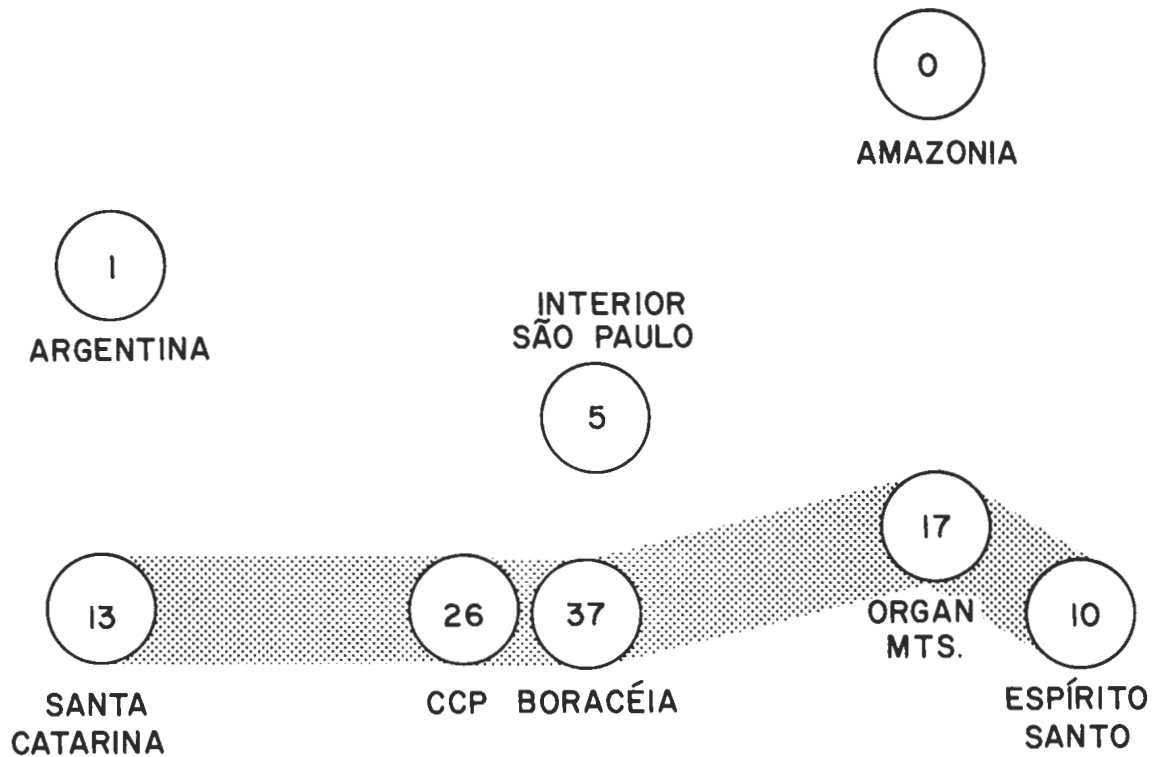 0
AMAZONIA
1
ARGENTINA
INTERIOR
SÃO PAULO
5
17
ORGAN
MTS.
13
SANTA
CATARINA
26
CCP
37
BORACÉIA
10
ESPÍRITO
SANTO